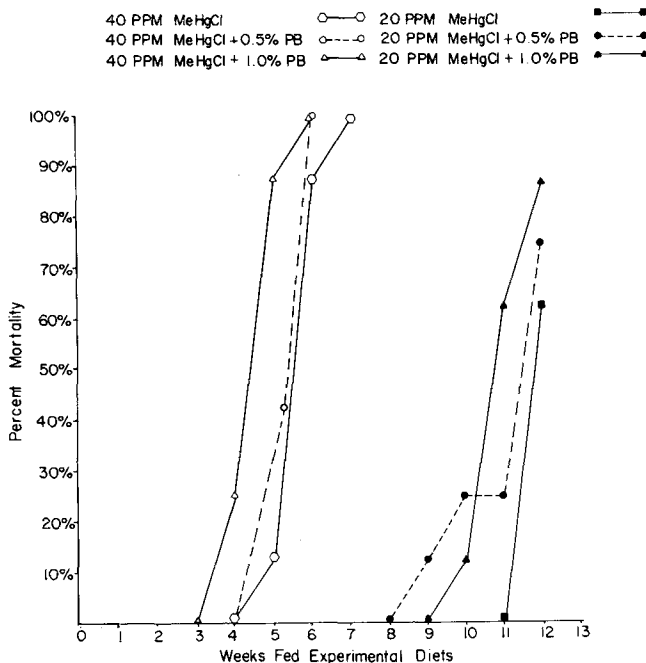 40 PPM MeHgCl 20 PPM MeHgCl
40 PPM MeHgCl + 0.5% PB 20 PPM MeHgCl + 0.5% PB
40 PPM MeHgCl + 1.0% PB 20 PPM MeHgCl + 1.0% PB
100%
90%
80%
70%
60%
50%
40%
30%
20%
10%
Percent Mortality
0 1 2 3 4 5 6 7 8 9 10 11 12 13
Weeks Fed Experimental Diets